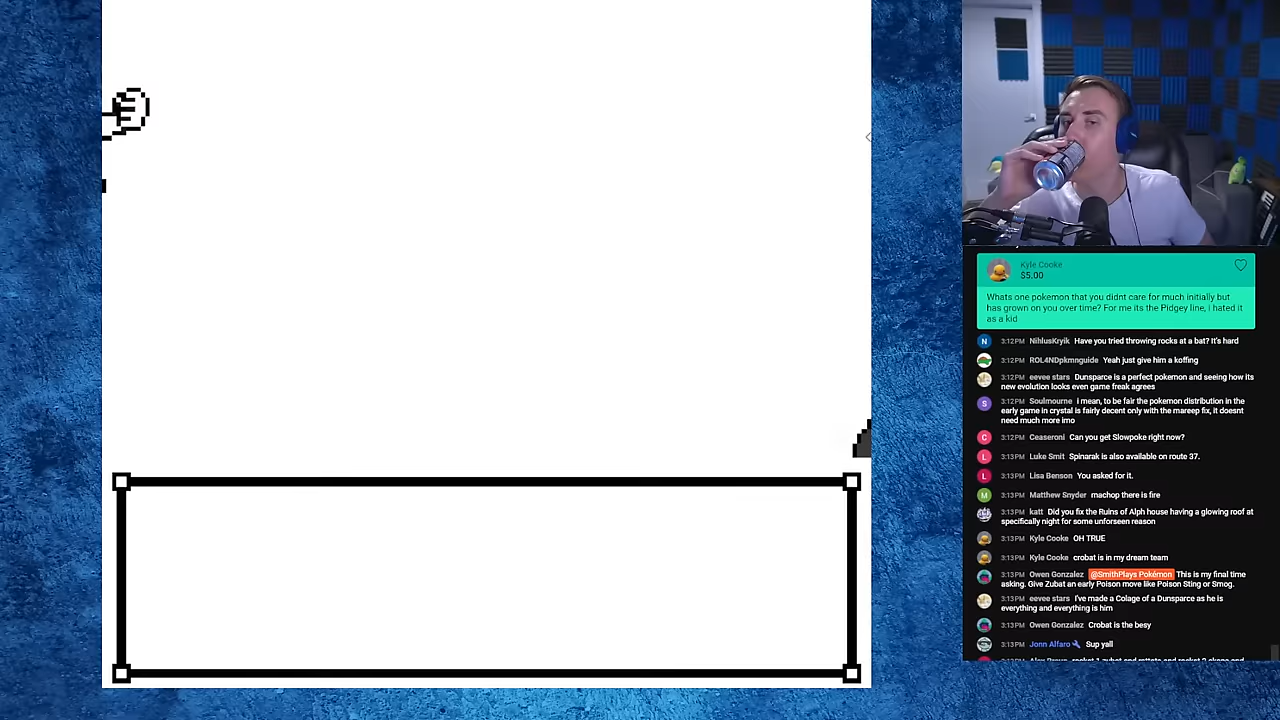 Kyle Cooke
$5.00
Whats one pokemon that you didnt care for much initially but
has grown on you over time? For me its the Pidgey line, i hated it
as a kid
N 3:12PM NihlusKryik Have you tried throwing rocks at a bat? It's hard
3:12PM ROL4NDpkmnguide Yeah just give him a koffing
3:12PM eevee stars Dunsparce is a perfect pokemon and seeing how its
new evolution looks even game freak agrees
S 3:12PM Soulmourne i mean, to be fair the pokemon distribution in the
early game in crystal is fairly decent only with the mareep fix, it doesnt
need much more imo
C 3:12PM Ceaseroni Can you get Slowpoke right now?
L 3:13PM Luke Smit Spinarak is also available on route 37.
L 3:13PM Lisa Benson You asked for it.
M 3:13PM Matthew Snyder machop there is fire
3:13PM katt Did you fix the Ruins of Alph house having a glowing roof at
specifically night for some unforseen reason
3:13PM Kyle Cooke OH TRUE
3:13PM Kyle Cooke crobat is in my dream team
3:13PM Owen Gonzalez @SmithPlays Pokémon This is my final time
asking. Give Zubat an early Poison move like Poison Sting or Smog.
3:13PM eevee stars I've made a Colage of a Dunsparce as he is
everything and everything is him
3:13PM Owen Gonzalez Crobat is the besy
3:13PM Jonn Alfaro Sup yall